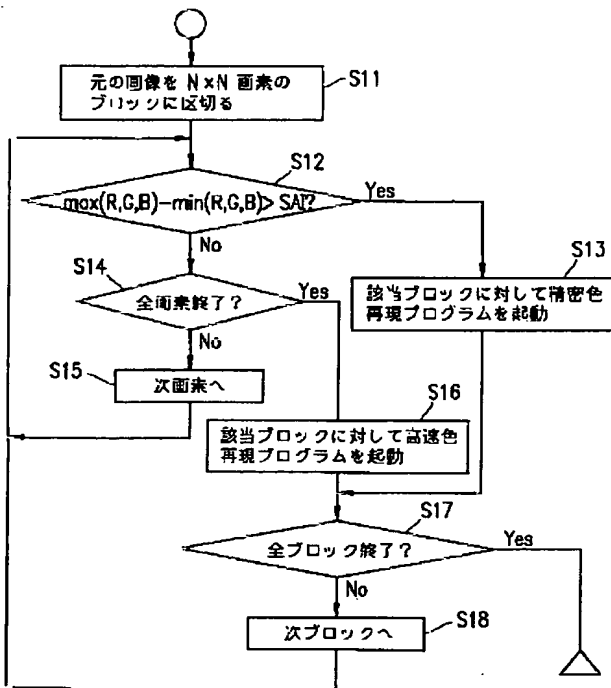 元の画像を N×N 画素の
ブロックに区切る
S11
S12
max(R,G,B)-min(R,G,B)> SAI?
Yes
No
S13
該当ブロックに対して精密色
再現プログラムを起動
S14
全画素終了?
Yes
No
S15
次画素へ
S16
該当ブロックに対して高速色
再現プログラムを起動
S17
全ブロック終了?
Yes
No
次ブロックへ
S18